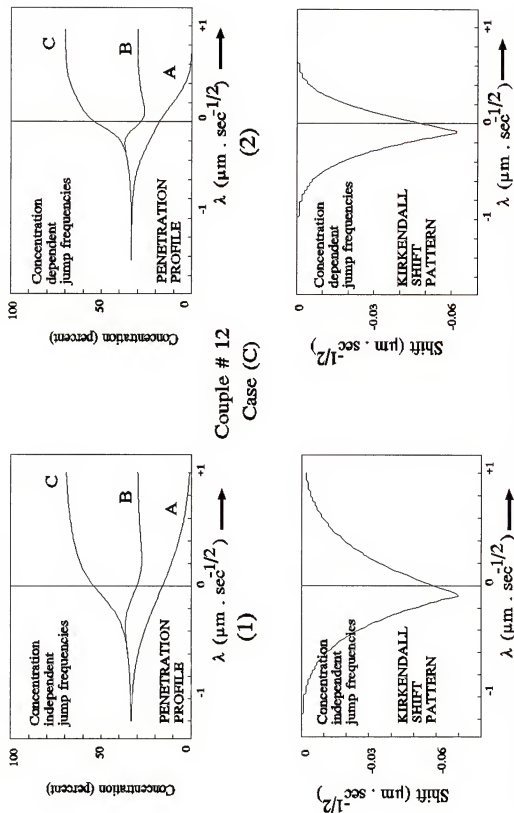 Concentration (percent)
100
50
0
Concentration
independent
jump frequencies
PENETRATION
PROFILE
C
B
A
-1
0
+1
λ (μm . sec^-1/2)
(1)
Couple # 12
Case (C)
Concentration (percent)
100
50
0
Concentration
dependent
jump frequencies
PENETRATION
PROFILE
C
B
A
-1
0
+1
λ (μm . sec^-1/2)
(2)
Shift (μm . sec^-1/2)
0
-0.03
-0.06
Concentration
independent
jump frequencies
KIRKENDALL
SHIFT
PATTERN
-1
0
+1
λ (μm . sec^-1/2)
Shift (μm . sec^-1/2)
0
-0.03
-0.06
Concentration
dependent
jump frequencies
KIRKENDALL
SHIFT
PATTERN
-1
0
+1
λ (μm . sec^-1/2)